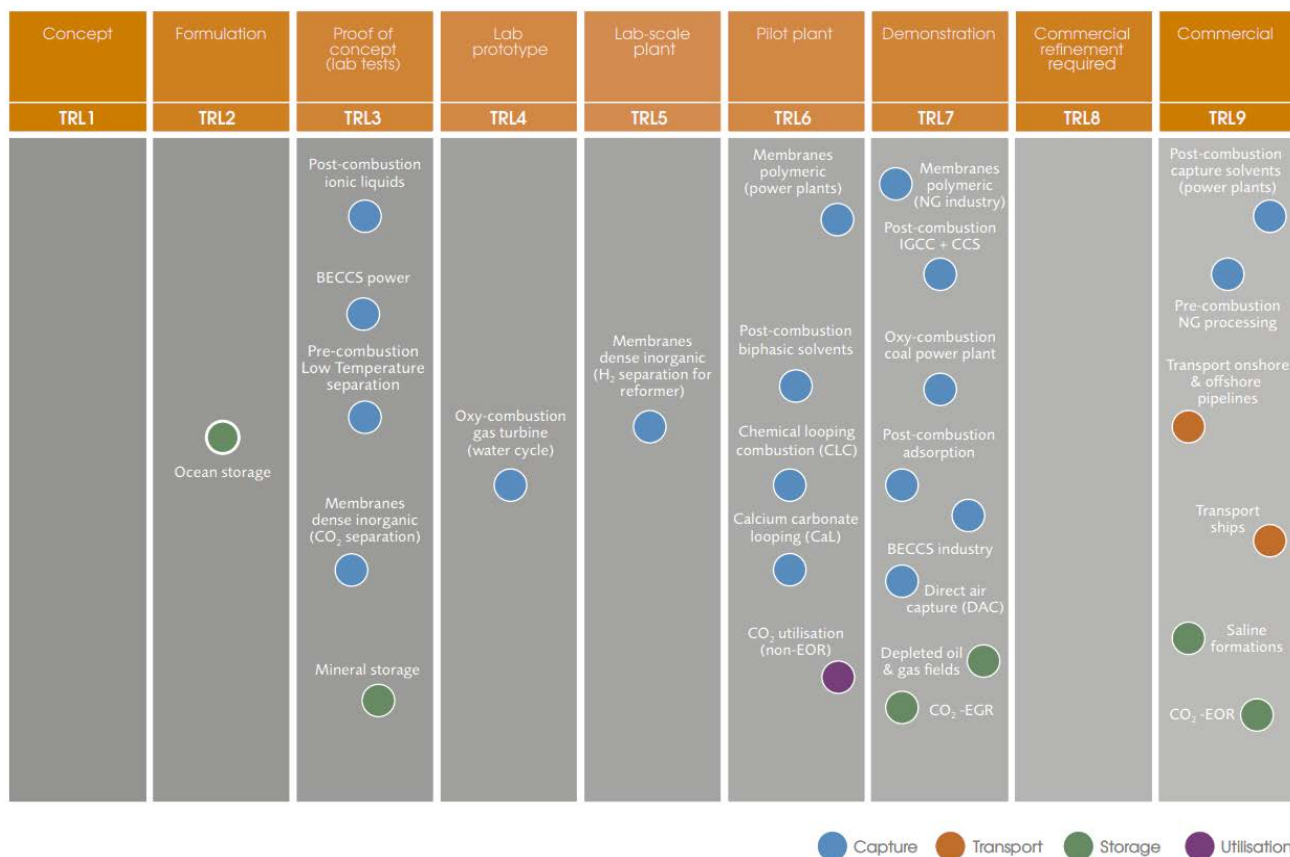 Concept
Formulation
Proof of
concept
(lab tests)
Lab
prototype
Lab-scale
plant
Pilot plant
Demonstration
Commercial
refinement
required
Commercial
TRL1
TRL2
TRL3
TRL4
TRL5
TRL6
TRL7
TRL8
TRL9
Ocean storage
Post-combustion
ionic liquids
BECCS power
Pre-combustion
Low Temperature
separation
Membranes
dense inorganic
(CO₂ separation)
Mineral storage
Oxy-combustion
gas turbine
(water cycle)
Membranes
dense inorganic
(H₂ separation for
reformer)
Membranes
polymeric
(power plants)
Post-combustion
biphasic solvents
Chemical looping
combustion (CLC)
Calcium carbonate
looping (CaL)
CO₂ utilisation
(non-EOR)
Membranes
polymeric
(NG industry)
Post-combustion
IGCC + CCS
Oxy-combustion
coal power plant
Post-combustion
adsorption
BECCS industry
Direct air
capture (DAC)
Depleted oil
& gas fields
CO₂ -EGR
Post-combustion
capture solvents
(power plants)
Pre-combustion
NG processing
Transport onshore
& offshore
pipelines
Transport
ships
Saline
formations
CO₂ -EOR
Capture
Transport
Storage
Utilisation